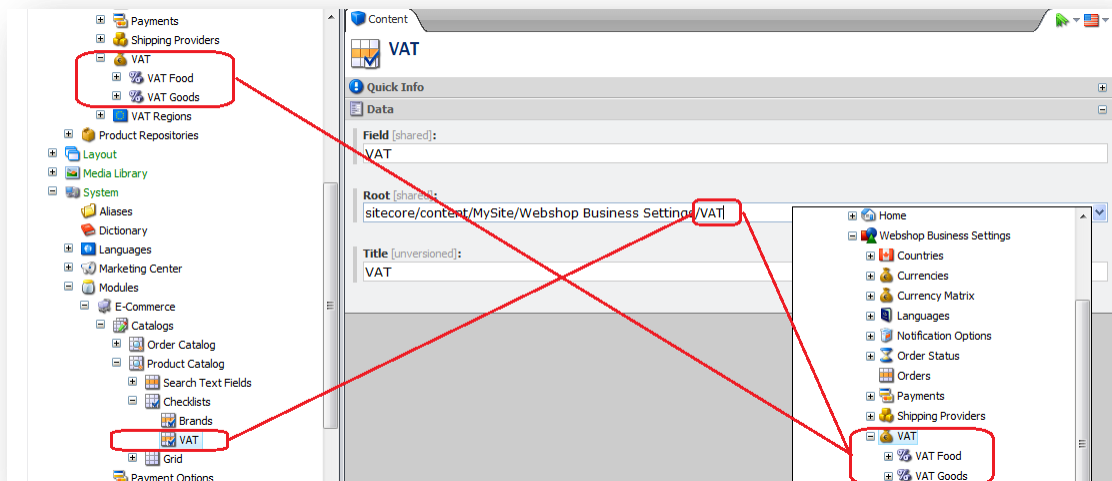 Payments
Shipping Providers
VAT
VAT Food
VAT Goods
VAT Regions
Product Repositories
Layout
Media Library
System
Aliases
Dictionary
Languages
Marketing Center
Modules
E-Commerce
Catalogs
Order Catalog
Product Catalog
Search Text Fields
Checklists
Brands
VAT
Grid
Payment Options
Content
VAT
Quick Info
Data
Field [shared]:
VAT
Root [shared]:
sitecore/content/MySite/Webshop Business Settings/VAT
Title [unversioned]:
VAT
Home
Webshop Business Settings
Countries
Currencies
Currency Matrix
Languages
Notification Options
Order Status
Orders
Payments
Shipping Providers
VAT
VAT Food
VAT Goods